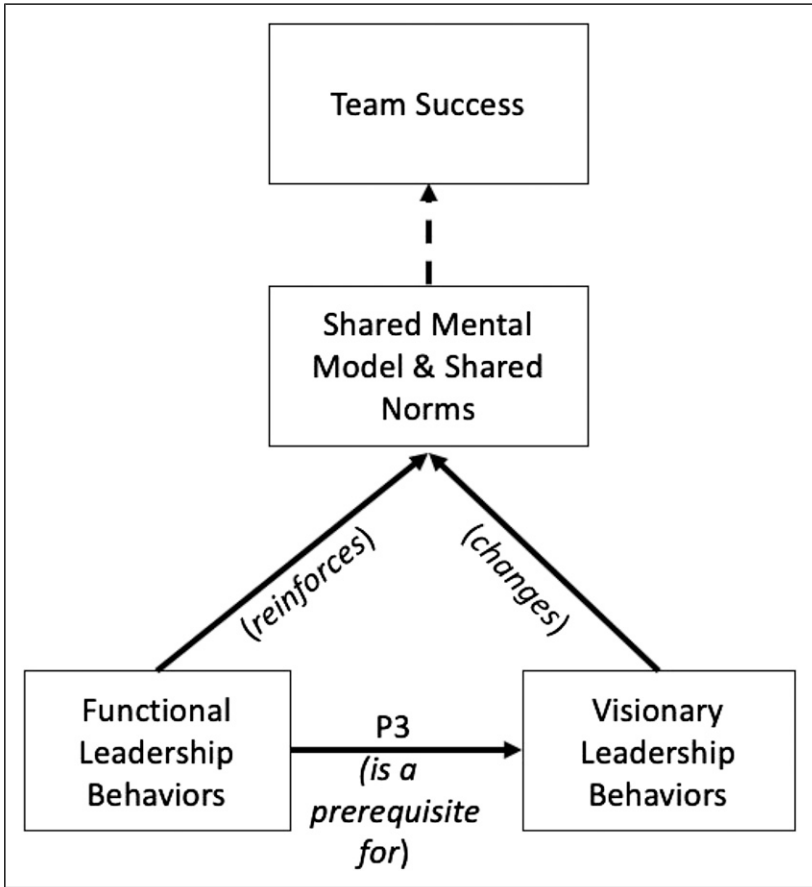 Team Success
Shared Mental
Model & Shared
Norms
(reinforces)
(changes)
Functional
Leadership
Behaviors
P3
(is a
prerequisite
for)
Visionary
Leadership
Behaviors